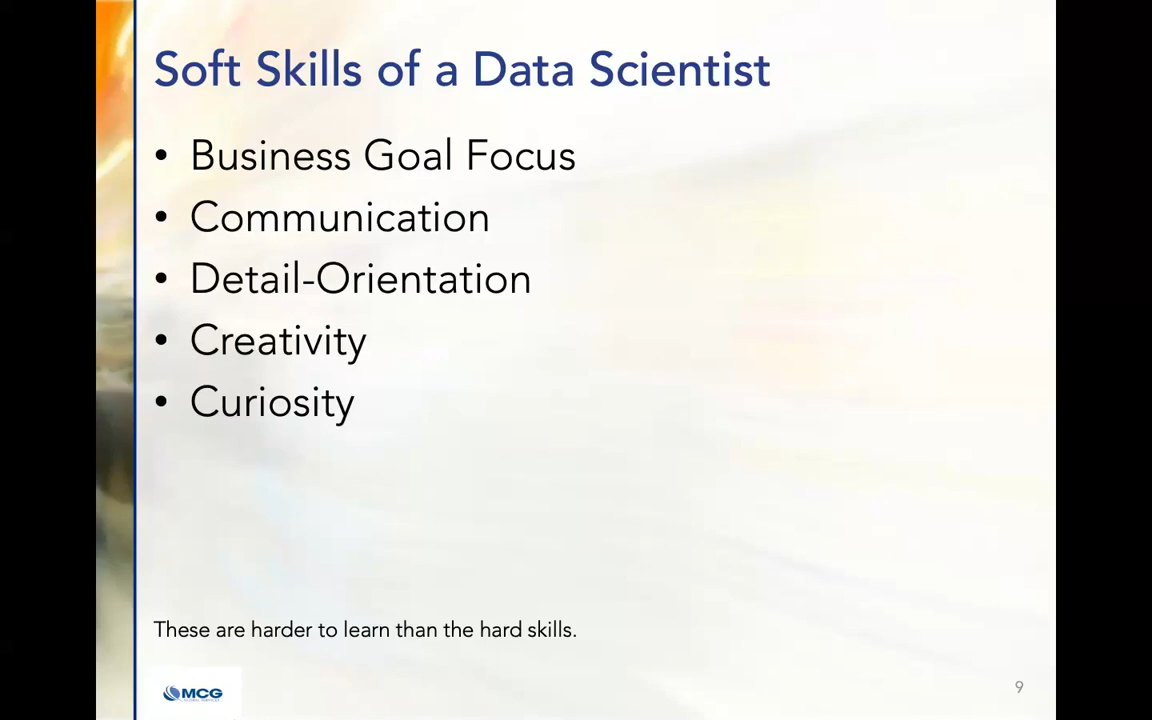 Soft Skills of a Data Scientist
• Business Goal Focus
• Communication
• Detail-Orientation
• Creativity
• Curiosity
These are harder to learn than the hard skills.
MCG
9